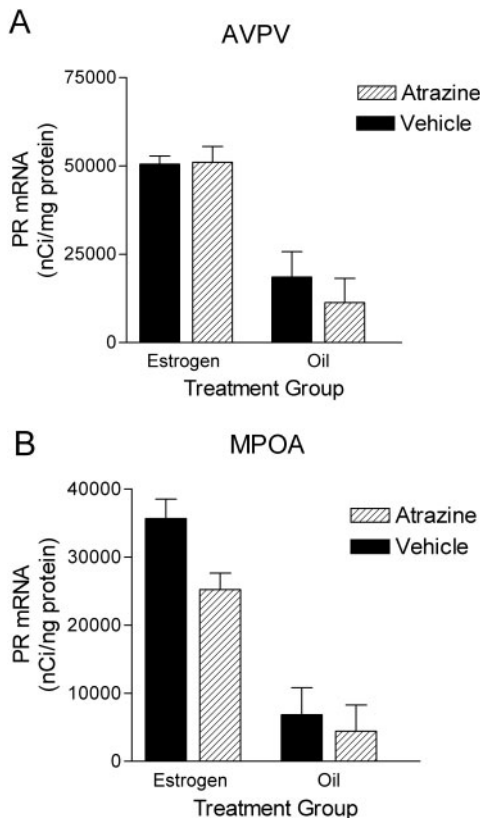 A
AVPV
75000
50000
25000
0
PR mRNA
(nCi/mg protein)
Atrazine
Vehicle
Estrogen
Oil
Treatment Group
B
MPOA
40000
30000
20000
10000
0
PR mRNA
(nCi/ng protein)
Atrazine
Vehicle
Estrogen
Oil
Treatment Group